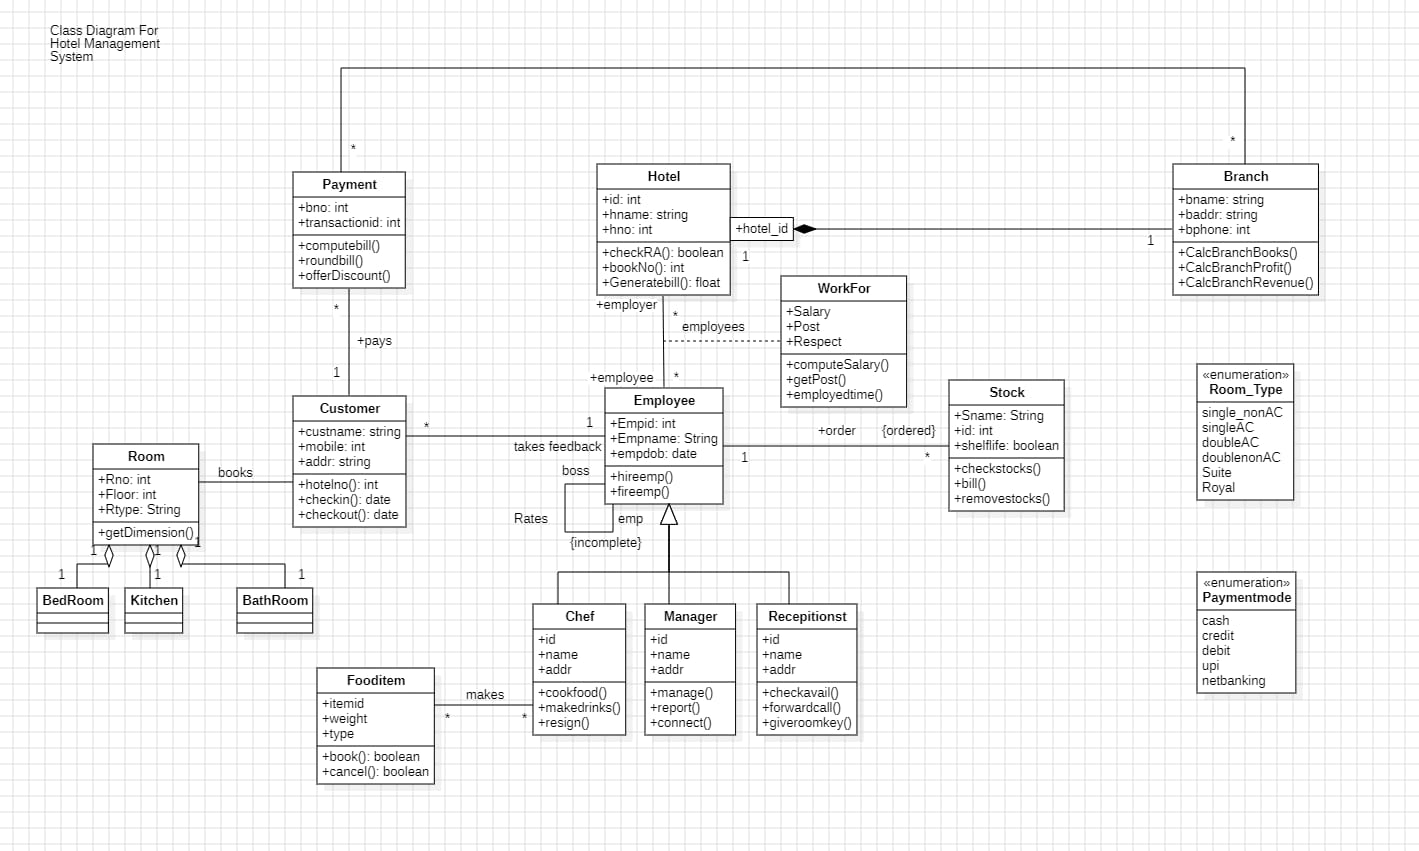 Class Diagram For
Hotel Management
System
*
*
Payment
+bno: int
+transactionid: int
+computebill()
+roundbill()
+offerDiscount()
Hotel
+id: int
+hname: string
+hno: int
+checkRA(): boolean
+bookNo(): int
+Generatebill(): float
+hotel_id
1
1
Branch
+bname: string
+baddr: string
+bphone: int
+CalcBranchBooks()
+CalcBranchProfit()
+CalcBranchRevenue()
*
+pays
1
+employer
*
employees
+employee
*
WorkFor
+Salary
+Post
+Respect
+computeSalary()
+getPost()
+employedtime()
Customer
+custname: string
+mobile: int
+addr: string
+hotelno(): int
+checkin(): date
+checkout(): date
*
1
takes feedback
Employee
+Empid: int
+Empname: String
+empdob: date
+hireemp()
+fireemp()
boss
Rates
emp
{incomplete}
+order
{ordered}
1
*
Stock
+Sname: String
+id: int
+shelflife: boolean
+checkstocks()
+bill()
+removestocks()
«enumeration»
Room_Type
single_nonAC
singleAC
doubleAC
doublenonAC
Suite
Royal
Room
+Rno: int
+Floor: int
+Rtype: String
+getDimension()
books
1
1
1
1
1
1
BedRoom
Kitchen
BathRoom
Chef
+id
+name
+addr
+cookfood()
+makedrinks()
+resign()
Manager
+id
+name
+addr
+manage()
+report()
+connect()
Recepitionst
+id
+name
+addr
+checkavail()
+forwardcall()
+giveroomkey()
«enumeration»
Paymentmode
cash
credit
debit
upi
netbanking
Fooditem
+itemid
+weight
+type
+book(): boolean
+cancel(): boolean
makes
*
*